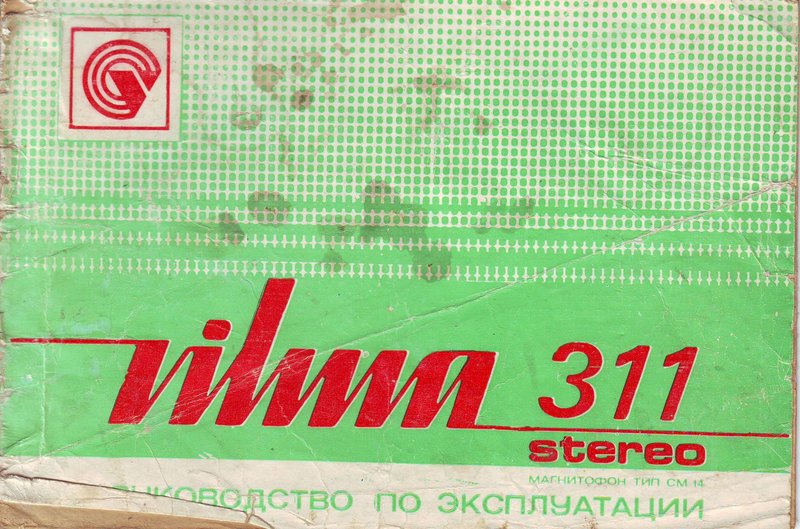 vilma 311
stereo
МАГНИТОФОН ТИП СМ 14
РУКОВОДСТВО ПО ЭКСПЛУАТАЦИИ